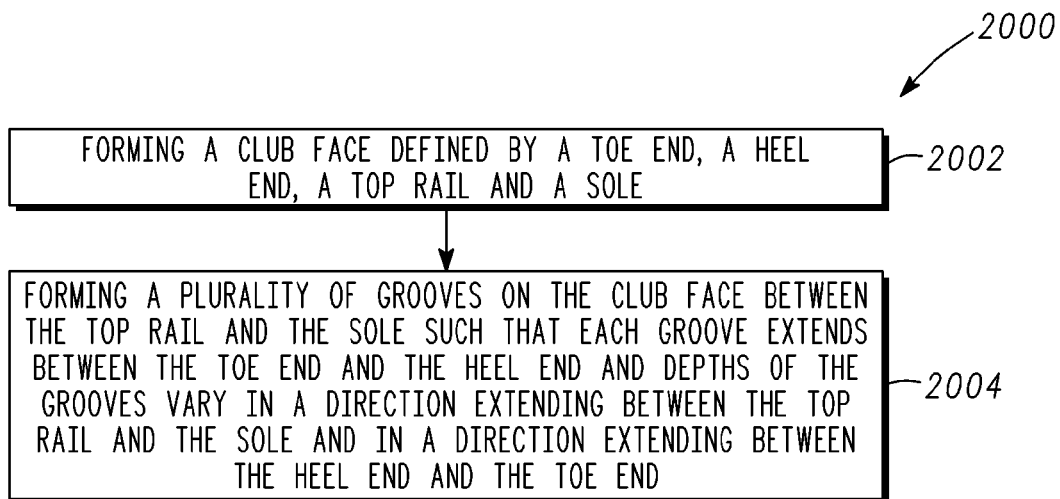 2000
FORMING A CLUB FACE DEFINED BY A TOE END, A HEEL
END, A TOP RAIL AND A SOLE
2002
FORMING A PLURALITY OF GROOVES ON THE CLUB FACE BETWEEN
THE TOP RAIL AND THE SOLE SUCH THAT EACH GROOVE EXTENDS
BETWEEN THE TOE END AND THE HEEL END AND DEPTHS OF THE
GROOVES VARY IN A DIRECTION EXTENDING BETWEEN THE TOP
RAIL AND THE SOLE AND IN A DIRECTION EXTENDING BETWEEN
THE HEEL END AND THE TOE END
2004